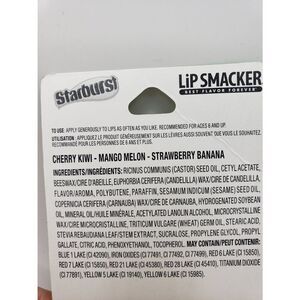 Starburst
LiP SMACKER
BEST FLAVOR FOREVER
TO USE: APPLY GENEROUSLY TO LIPS AS OFTEN AS YOU LIKE. RECOMMENDED FOR AGES 6 AND UP.
UTILISATION: APPLIQUEZ LE PRODUIT GÉNÉREUSEMENT SUR LES LÈVRES AUSSI SOUVENT QUE VOUS LE SOUHAITEZ.
RECOMMANDÉ POUR LES PERSONNES DE 6 ANS ET PLUS.
CHERRY KIWI - MANGO MELON - STRAWBERRY BANANA
INGREDIENTS/INGRÉDIENTS: RICINUS COMMUNIS (CASTOR) SEED OIL, CETYL ACETATE,
BEESWAX/CIRE D'ABEILLE, EUPHORBIA CERIFERA (CANDELILLA) WAX/CIRE DE CANDELILLA,
FLAVOR/AROMA, POLYBUTENE, PARAFFIN, SESAMUM INDICUM (SESAME) SEED OIL,
COPERNICIA CERIFERA (CARNAUBA) WAX/CIRE DE CARNAUBA, HYDROGENATED SOYBEAN
OIL, MINERAL OIL/HUILE MINÉRALE, ACETYLATED LANOLIN ALCOHOL, MICROCRYSTALLINE
WAX/CIRE MICROCRISTALLINE, TRITICUM VULGARE (WHEAT) GERM OIL, STEARIC ACID,
STEVIA REBAUDIANA LEAF/STEM EXTRACT, SUCRALOSE, PROPYLENE GLYCOL, PROPYL
GALLATE, CITRIC ACID, PHENOXYETHANOL, TOCOPHEROL. MAY CONTAIN/PEUT CONTENIR:
BLUE 1 LAKE (CI 42090), IRON OXIDES (CI 77491, CI 77492, CI 77499), RED 6 LAKE
(CI 15850), RED 7 LAKE (CI 15850), RED 28 LAKE (CI 45410), TITANIUM DIOXIDE
(CI 77891), YELLOW 5 LAKE (CI 19140), YELLOW 6 LAKE (CI 15985).